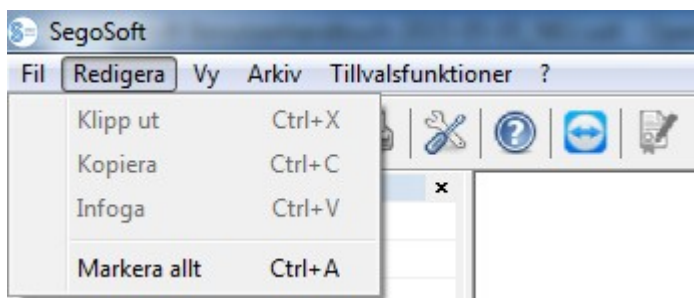 SegoSoft
Fil Redigera Vy Arkiv Tillvalsfunktioner ?
Klipp ut Ctrl+X
Kopiera Ctrl+C
Infoga Ctrl+V
Markera allt Ctrl+A